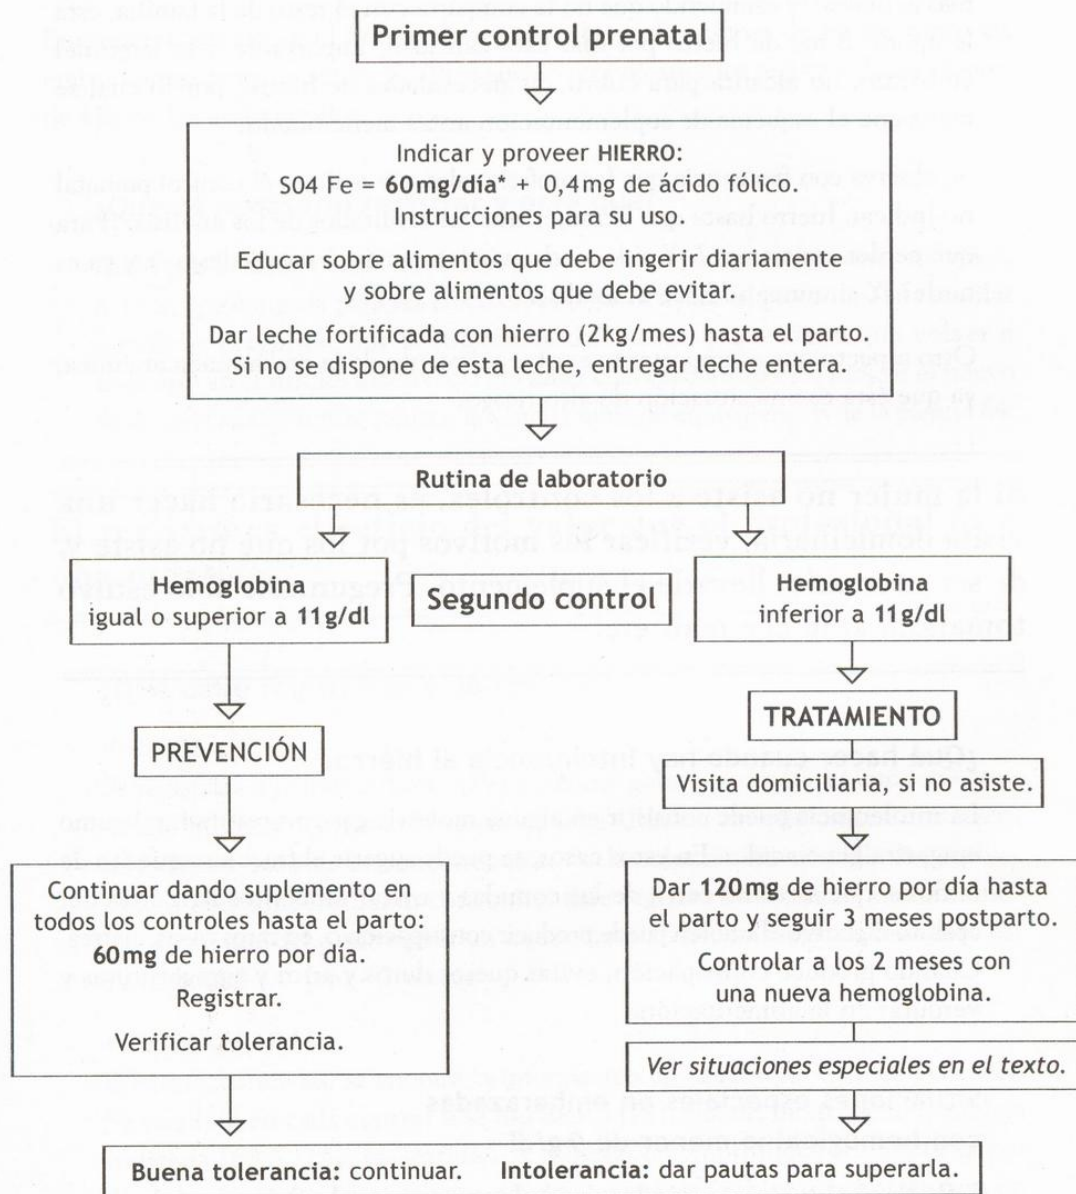 Primer control prenatal
Indicar y proveer HIERRO:
S04 Fe = 60mg/día* + 0,4mg de ácido fólico.
Instrucciones para su uso.
Educar sobre alimentos que debe ingerir diariamente
y sobre alimentos que debe evitar.
Dar leche fortificada con hierro (2kg/mes) hasta el parto.
Si no se dispone de esta leche, entregar leche entera.
Rutina de laboratorio
Hemoglobina
igual o superior a 11g/dl
Segundo control
Hemoglobina
inferior a 11g/dl
PREVENCIÓN
TRATAMIENTO
Visita domiciliaria, si no asiste.
Continuar dando suplemento en
todos los controles hasta el parto:
60mg de hierro por día.
Registrar.
Verificar tolerancia.
Dar 120mg de hierro por día hasta
el parto y seguir 3 meses postparto.
Controlar a los 2 meses con
una nueva hemoglobina.
Ver situaciones especiales en el texto.
Buena tolerancia: continuar. Intolerancia: dar pautas para superarla.